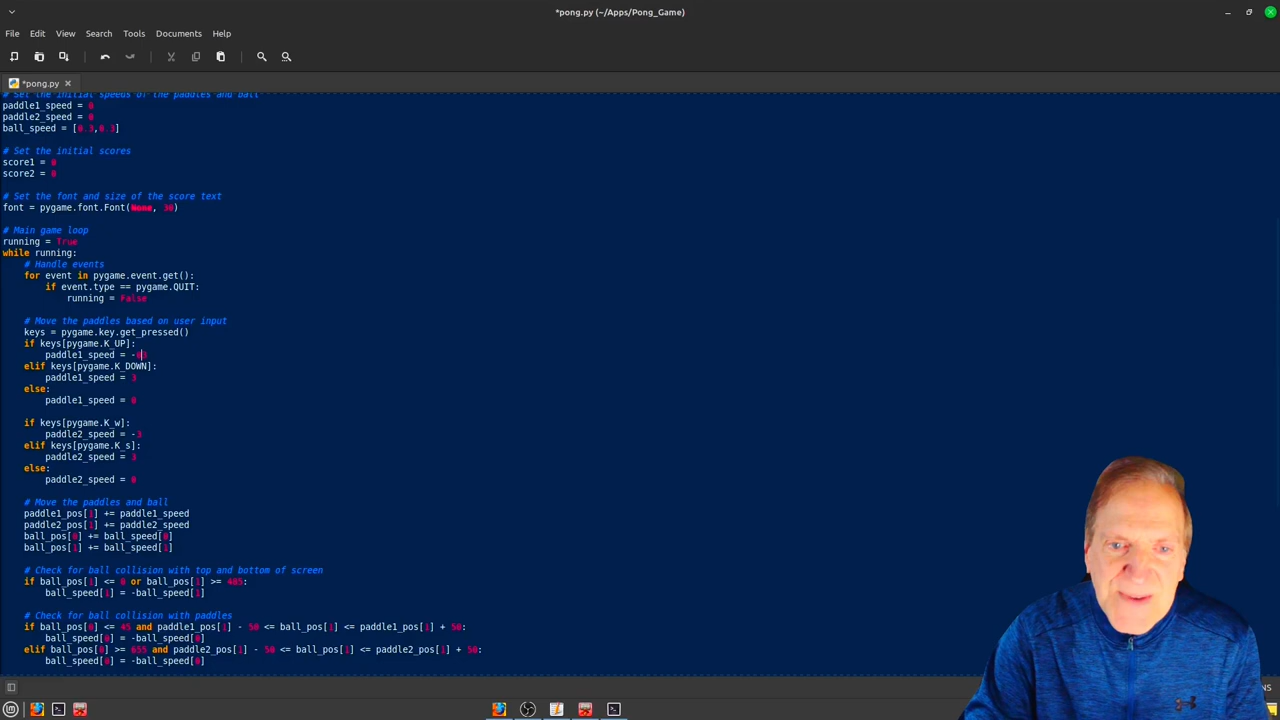 *pong.py (~/Apps/Pong_Game)
File Edit View Search Tools Documents Help
*pong.py
# Set the initial speeds of the paddles and ball
paddle1_speed = 0
paddle2_speed = 0
ball_speed = [0.3,0.3]
# Set the initial scores
score1 = 0
score2 = 0
# Set the font and size of the score text
font = pygame.font.Font(None, 30)
# Main game loop
running = True
while running:
# Handle events
for event in pygame.event.get():
if event.type == pygame.QUIT:
running = False
# Move the paddles based on user input
keys = pygame.key.get_pressed()
if keys[pygame.K_UP]:
paddle1_speed = -03
elif keys[pygame.K_DOWN]:
paddle1_speed = 3
else:
paddle1_speed = 0
if keys[pygame.K_w]:
paddle2_speed = -3
elif keys[pygame.K_s]:
paddle2_speed = 3
else:
paddle2_speed = 0
# Move the paddles and ball
paddle1_pos[1] += paddle1_speed
paddle2_pos[1] += paddle2_speed
ball_pos[0] += ball_speed[0]
ball_pos[1] += ball_speed[1]
# Check for ball collision with top and bottom of screen
if ball_pos[1] <= 0 or ball_pos[1] >= 485:
ball_speed[1] = -ball_speed[1]
# Check for ball collision with paddles
if ball_pos[0] <= 45 and paddle1_pos[1] - 50 <= ball_pos[1] <= paddle1_pos[1] + 50:
ball_speed[0] = -ball_speed[0]
elif ball_pos[0] >= 655 and paddle2_pos[1] - 50 <= ball_pos[1] <= paddle2_pos[1] + 50:
ball_speed[0] = -ball_speed[0]